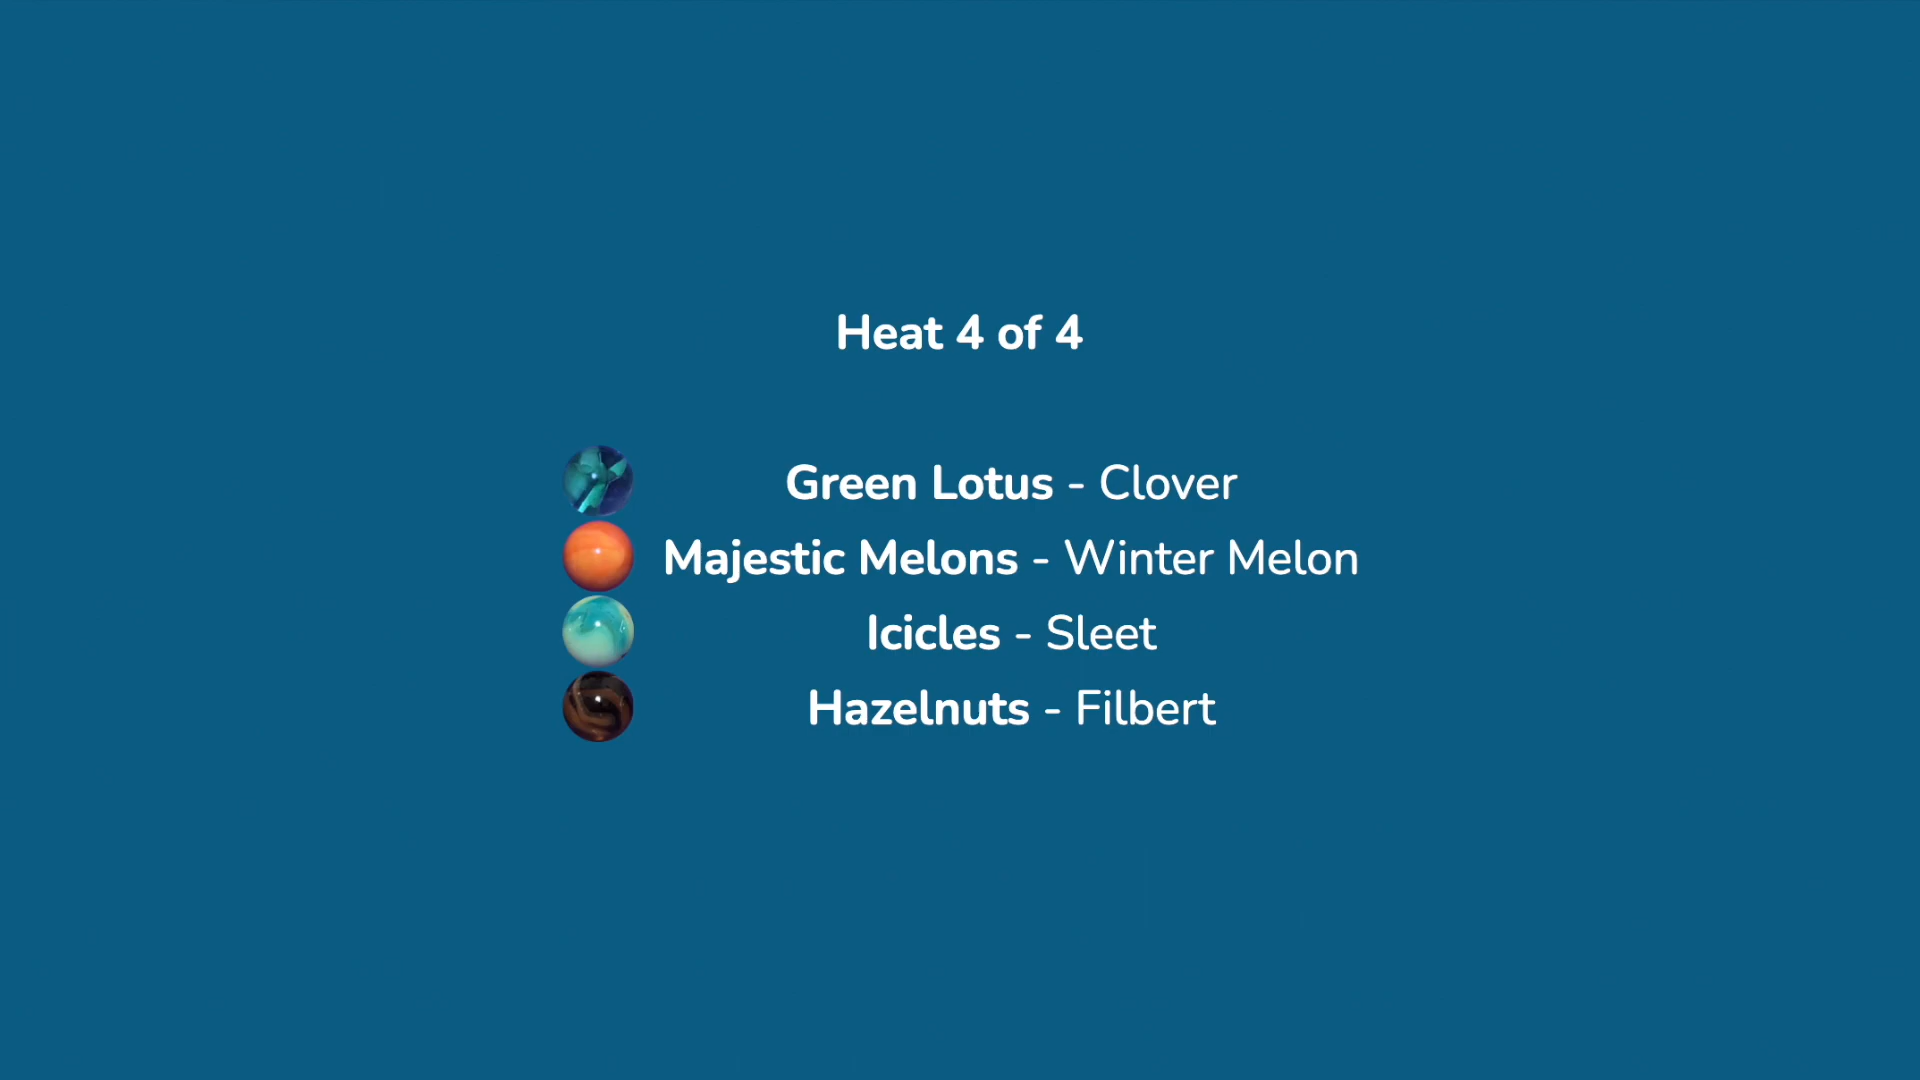 Heat 4 of 4
Green Lotus - Clover
Majestic Melons - Winter Melon
Icicles - Sleet
Hazelnuts - Filbert